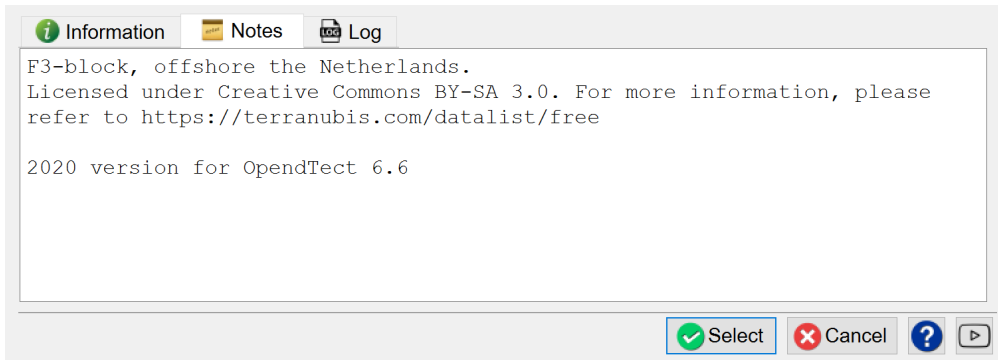 Information Notes LOG Log
F3-block, offshore the Netherlands.
Licensed under Creative Commons BY-SA 3.0. For more information, please
refer to https://terranubis.com/datalist/free
2020 version for OpendTect 6.6
Select Cancel ?